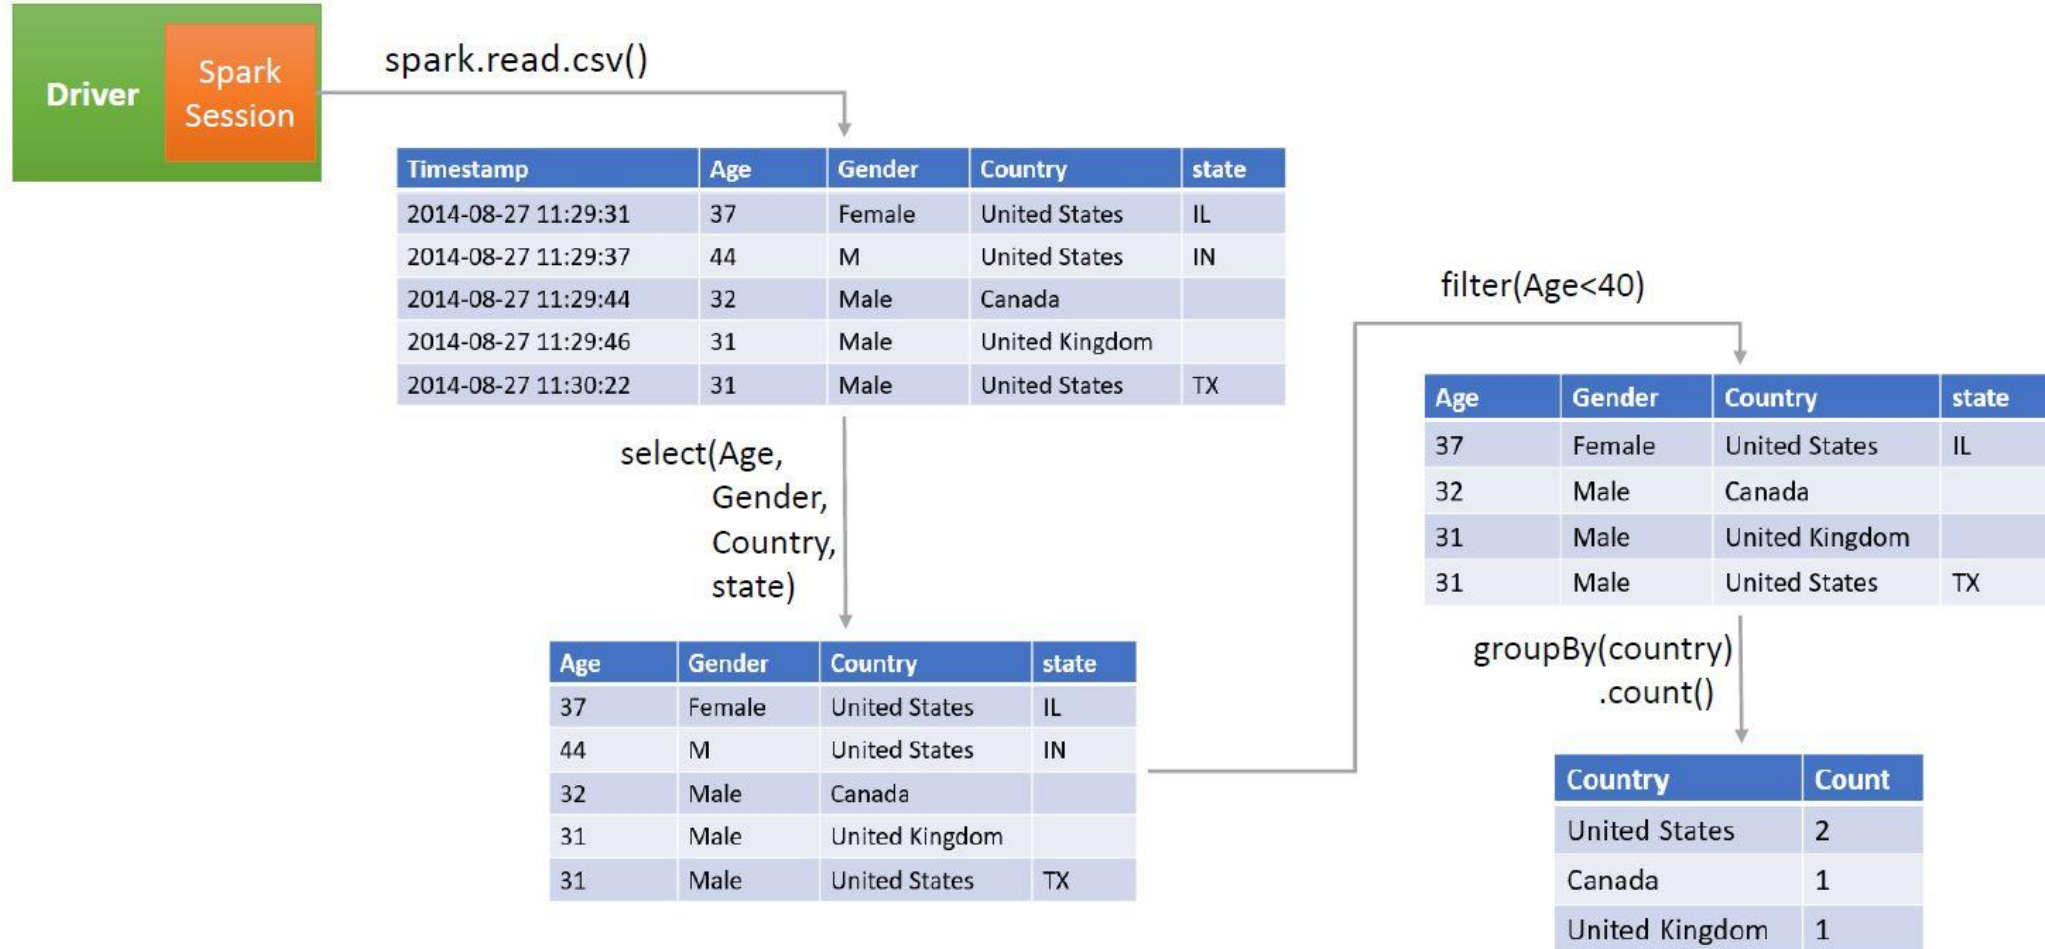 Driver
Spark
Session
spark.read.csv()
Timestamp Age Gender Country state
2014-08-27 11:29:31 37 Female United States IL
2014-08-27 11:29:37 44 M United States IN
2014-08-27 11:29:44 32 Male Canada
2014-08-27 11:29:46 31 Male United Kingdom
2014-08-27 11:30:22 31 Male United States TX
select(Age,
Gender,
Country,
state)
Age Gender Country state
37 Female United States IL
44 M United States IN
32 Male Canada
31 Male United Kingdom
31 Male United States TX
filter(Age<40)
Age Gender Country state
37 Female United States IL
32 Male Canada
31 Male United Kingdom
31 Male United States TX
groupBy(country)
.count()
Country Count
United States 2
Canada 1
United Kingdom 1